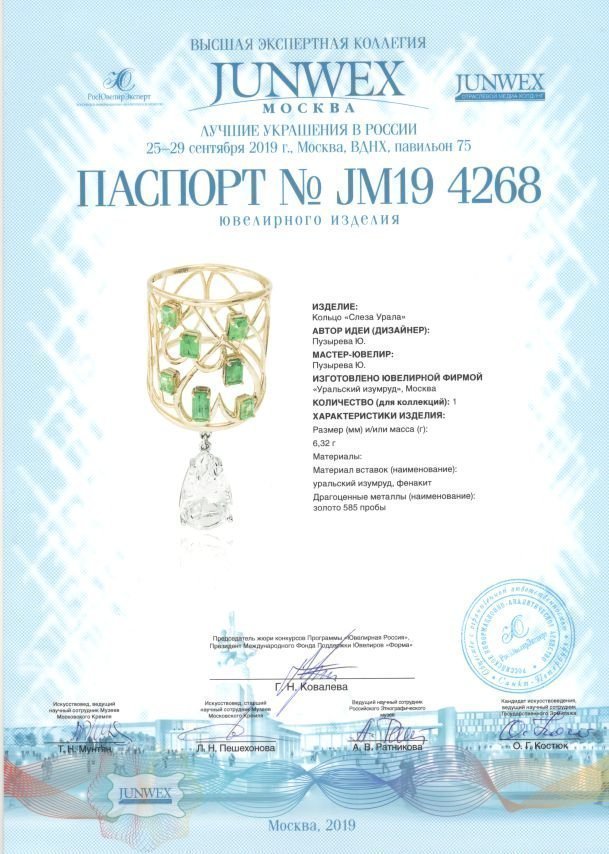 ВЫСШАЯ ЭКСПЕРТНАЯ КОЛЛЕГИЯ
РосЮвелирЭксперт
JUNWEX
МОСКВА
JUNWEX
ОТРАСЛЕВОЙ МЕДИА ХОЛДИНГ
ЛУЧШИЕ УКРАШЕНИЯ В РОССИИ
25–29 сентября 2019 г., Москва, ВДНХ, павильон 75
ПАСПОРТ № JM19 4268
ювелирного изделия
ИЗДЕЛИЕ:
Кольцо «Слеза Урала»
АВТОР ИДЕИ (ДИЗАЙНЕР):
Пузырева Ю.
МАСТЕР-ЮВЕЛИР:
Пузырева Ю.
ИЗГОТОВЛЕНО ЮВЕЛИРНОЙ ФИРМОЙ
«Уральский изумруд», Москва
КОЛИЧЕСТВО (для коллекций): 1
ХАРАКТЕРИСТИКИ ИЗДЕЛИЯ:
Размер (мм) и/или масса (г):
6,32 г
Материалы:
Материал вставок (наименование):
уральский изумруд, фенакит
Драгоценные металлы (наименование):
золото 585 пробы
Председатель жюри конкурсов Программы «Ювелирная Россия»,
Президент Международного Фонда Поддержки Ювелиров «Форма»
Г. Н. Ковалева
Искусствовед, ведущий
научный сотрудник Музеев
Московского Кремля
Т. Н. Мунтян
Искусствовед, старший
научный сотрудник Музеев
Московского Кремля
Л. Н. Пешехонова
Ведущий научный сотрудник
Российского Этнографического
музея
А. В. Ратникова
Кандидат искусствоведения,
ведущий научный сотрудник
Государственного Эрмитажа
О. Г. Костюк
РосЮвелирЭксперт
JUNWEX
Москва, 2019